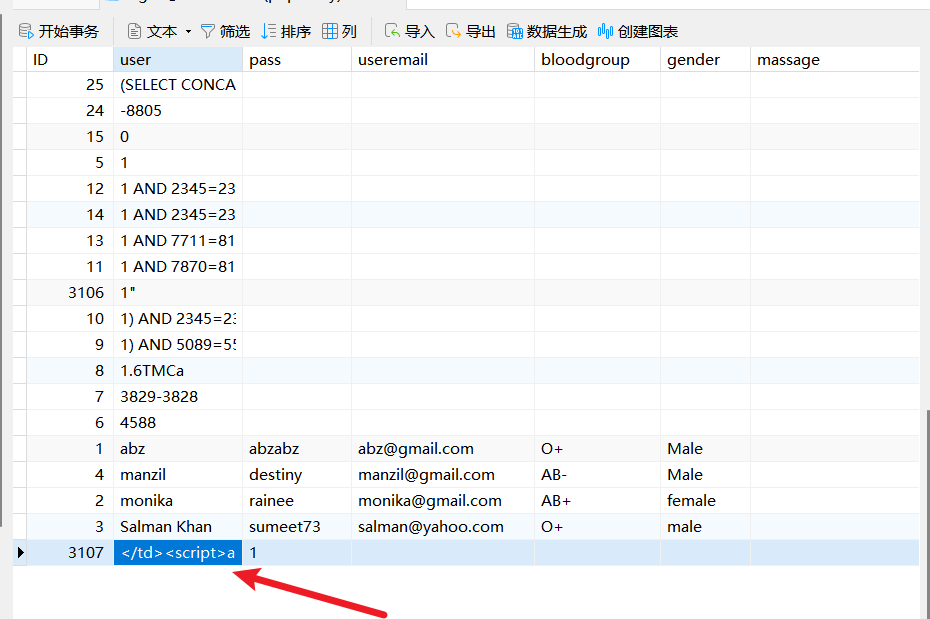 开始事务 文本 筛选 排序 列 导入 导出 数据生成 创建图表
ID user pass useremail bloodgroup gender massage
25 (SELECT CONCA
24 -8805
15 0
5 1
12 1 AND 2345=23
14 1 AND 2345=23
13 1 AND 7711=81
11 1 AND 7870=81
3106 1"
10 1) AND 2345=23
9 1) AND 5089=55
8 1.6TMCa
7 3829-3828
6 4588
1 abz abzabz abz@gmail.com O+ Male
4 manzil destiny manzil@gmail.com AB- Male
2 monika rainee monika@gmail.com AB+ female
3 Salman Khan sumeet73 salman@yahoo.com O+ male
3107 </td><script>a 1